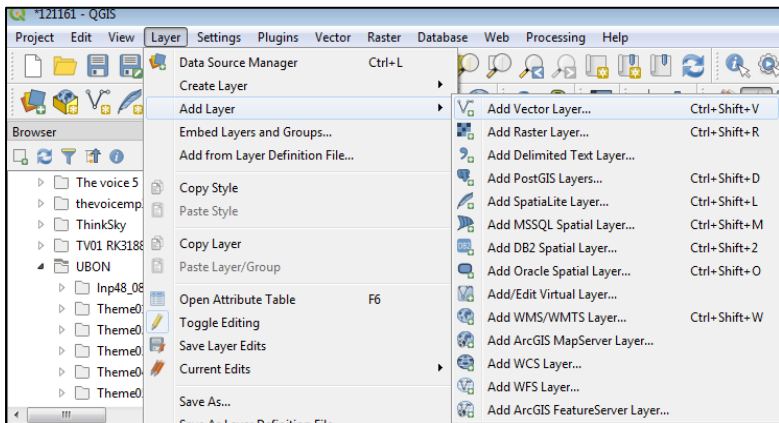 *121161 - QGIS
Project Edit View Layer Settings Plugins Vector Raster Database Web Processing Help
Data Source Manager Ctrl+L
Create Layer
Add Layer
Embed Layers and Groups...
Add from Layer Definition File...
Copy Style
Paste Style
Copy Layer
Paste Layer/Group
Open Attribute Table F6
Toggle Editing
Save Layer Edits
Current Edits
Save As...
Add Vector Layer... Ctrl+Shift+V
Add Raster Layer... Ctrl+Shift+R
Add Delimited Text Layer...
Add PostGIS Layers... Ctrl+Shift+D
Add SpatiaLite Layer... Ctrl+Shift+L
Add MSSQL Spatial Layer... Ctrl+Shift+M
Add DB2 Spatial Layer... Ctrl+Shift+2
Add Oracle Spatial Layer... Ctrl+Shift+O
Add/Edit Virtual Layer...
Add WMS/WMTS Layer... Ctrl+Shift+W
Add ArcGIS MapServer Layer...
Add WCS Layer...
Add WFS Layer...
Add ArcGIS FeatureServer Layer...
Browser
The voice 5
thevoicemp
ThinkSky
TV01 RK3188
UBON
Inp48_08
Theme0
Theme0
Theme0
Theme0
Theme0